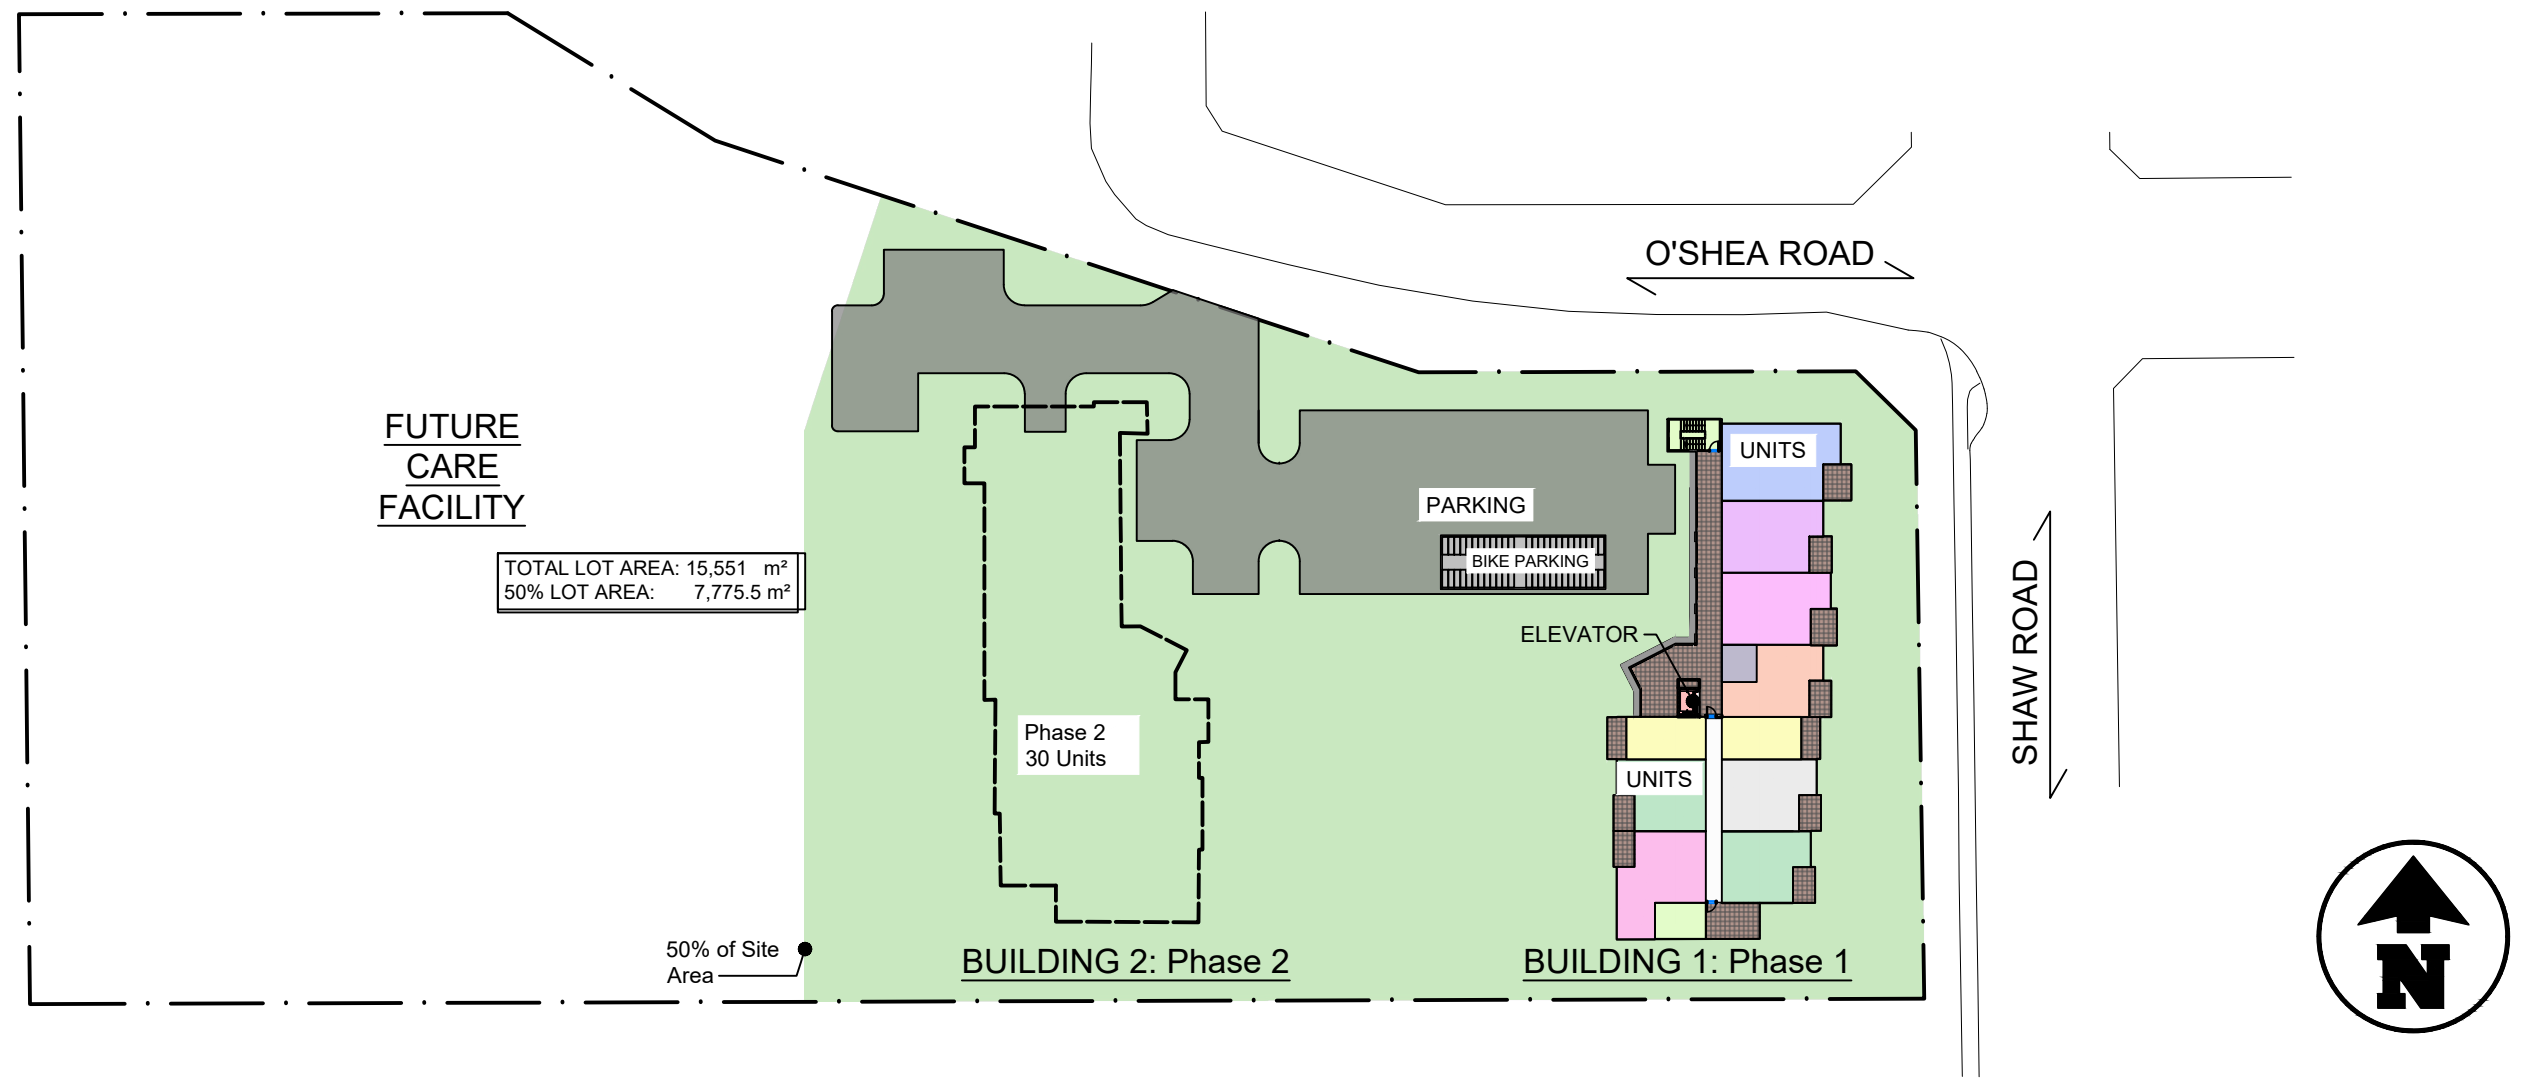 O'SHEA ROAD
FUTURE
CARE
FACILITY
UNITS
PARKING
BIKE PARKING
TOTAL LOT AREA: 15,551 m²
50% LOT AREA: 7,775.5 m²
ELEVATOR
SHAW ROAD
Phase 2
30 Units
UNITS
50% of Site
Area
BUILDING 2: Phase 2
BUILDING 1: Phase 1
N